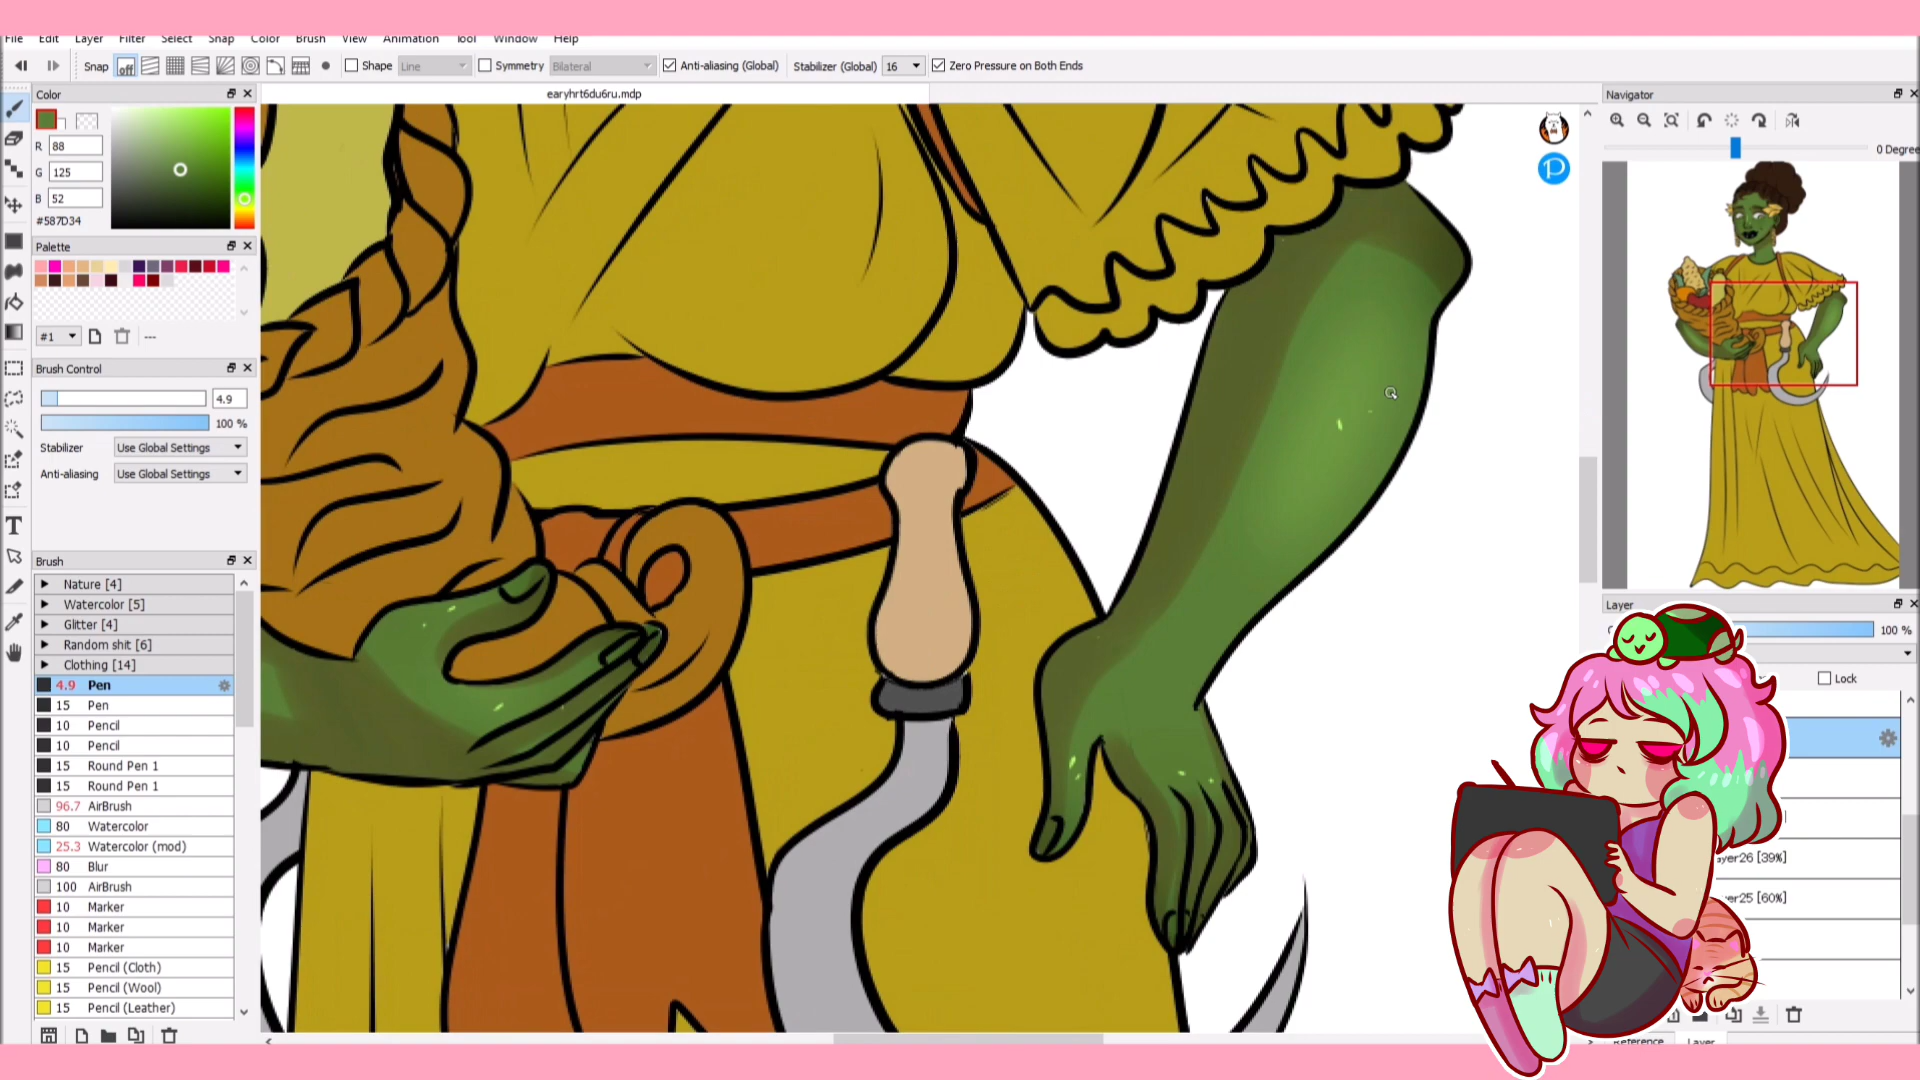 File Edit Layer Filter Select Snap Color Brush View Animation Tool Window Help
Snap off Shape Line Symmetry Bilateral Anti-aliasing (Global) Stabilizer (Global) 16 Zero Pressure on Both Ends
Color
earyhrt6du6ru.mdp
Navigator
R 88
G 125
B 52
#587D34
0 Degree
Palette
#1
---
Brush Control
4.9
100 %
Stabilizer Use Global Settings
Anti-aliasing Use Global Settings
Brush
Nature [4]
Watercolor [5]
Glitter [4]
Random shit [6]
Clothing [14]
4.9 Pen
15 Pen
10 Pencil
10 Pencil
15 Round Pen 1
15 Round Pen 1
96.7 AirBrush
80 Watercolor
25.3 Watercolor (mod)
80 Blur
100 AirBrush
10 Marker
10 Marker
10 Marker
15 Pencil (Cloth)
15 Pencil (Wool)
15 Pencil (Leather)
T
P
Layer
100 %
Lock
ayer26 [39%]
yer25 [60%]
Reference Layer